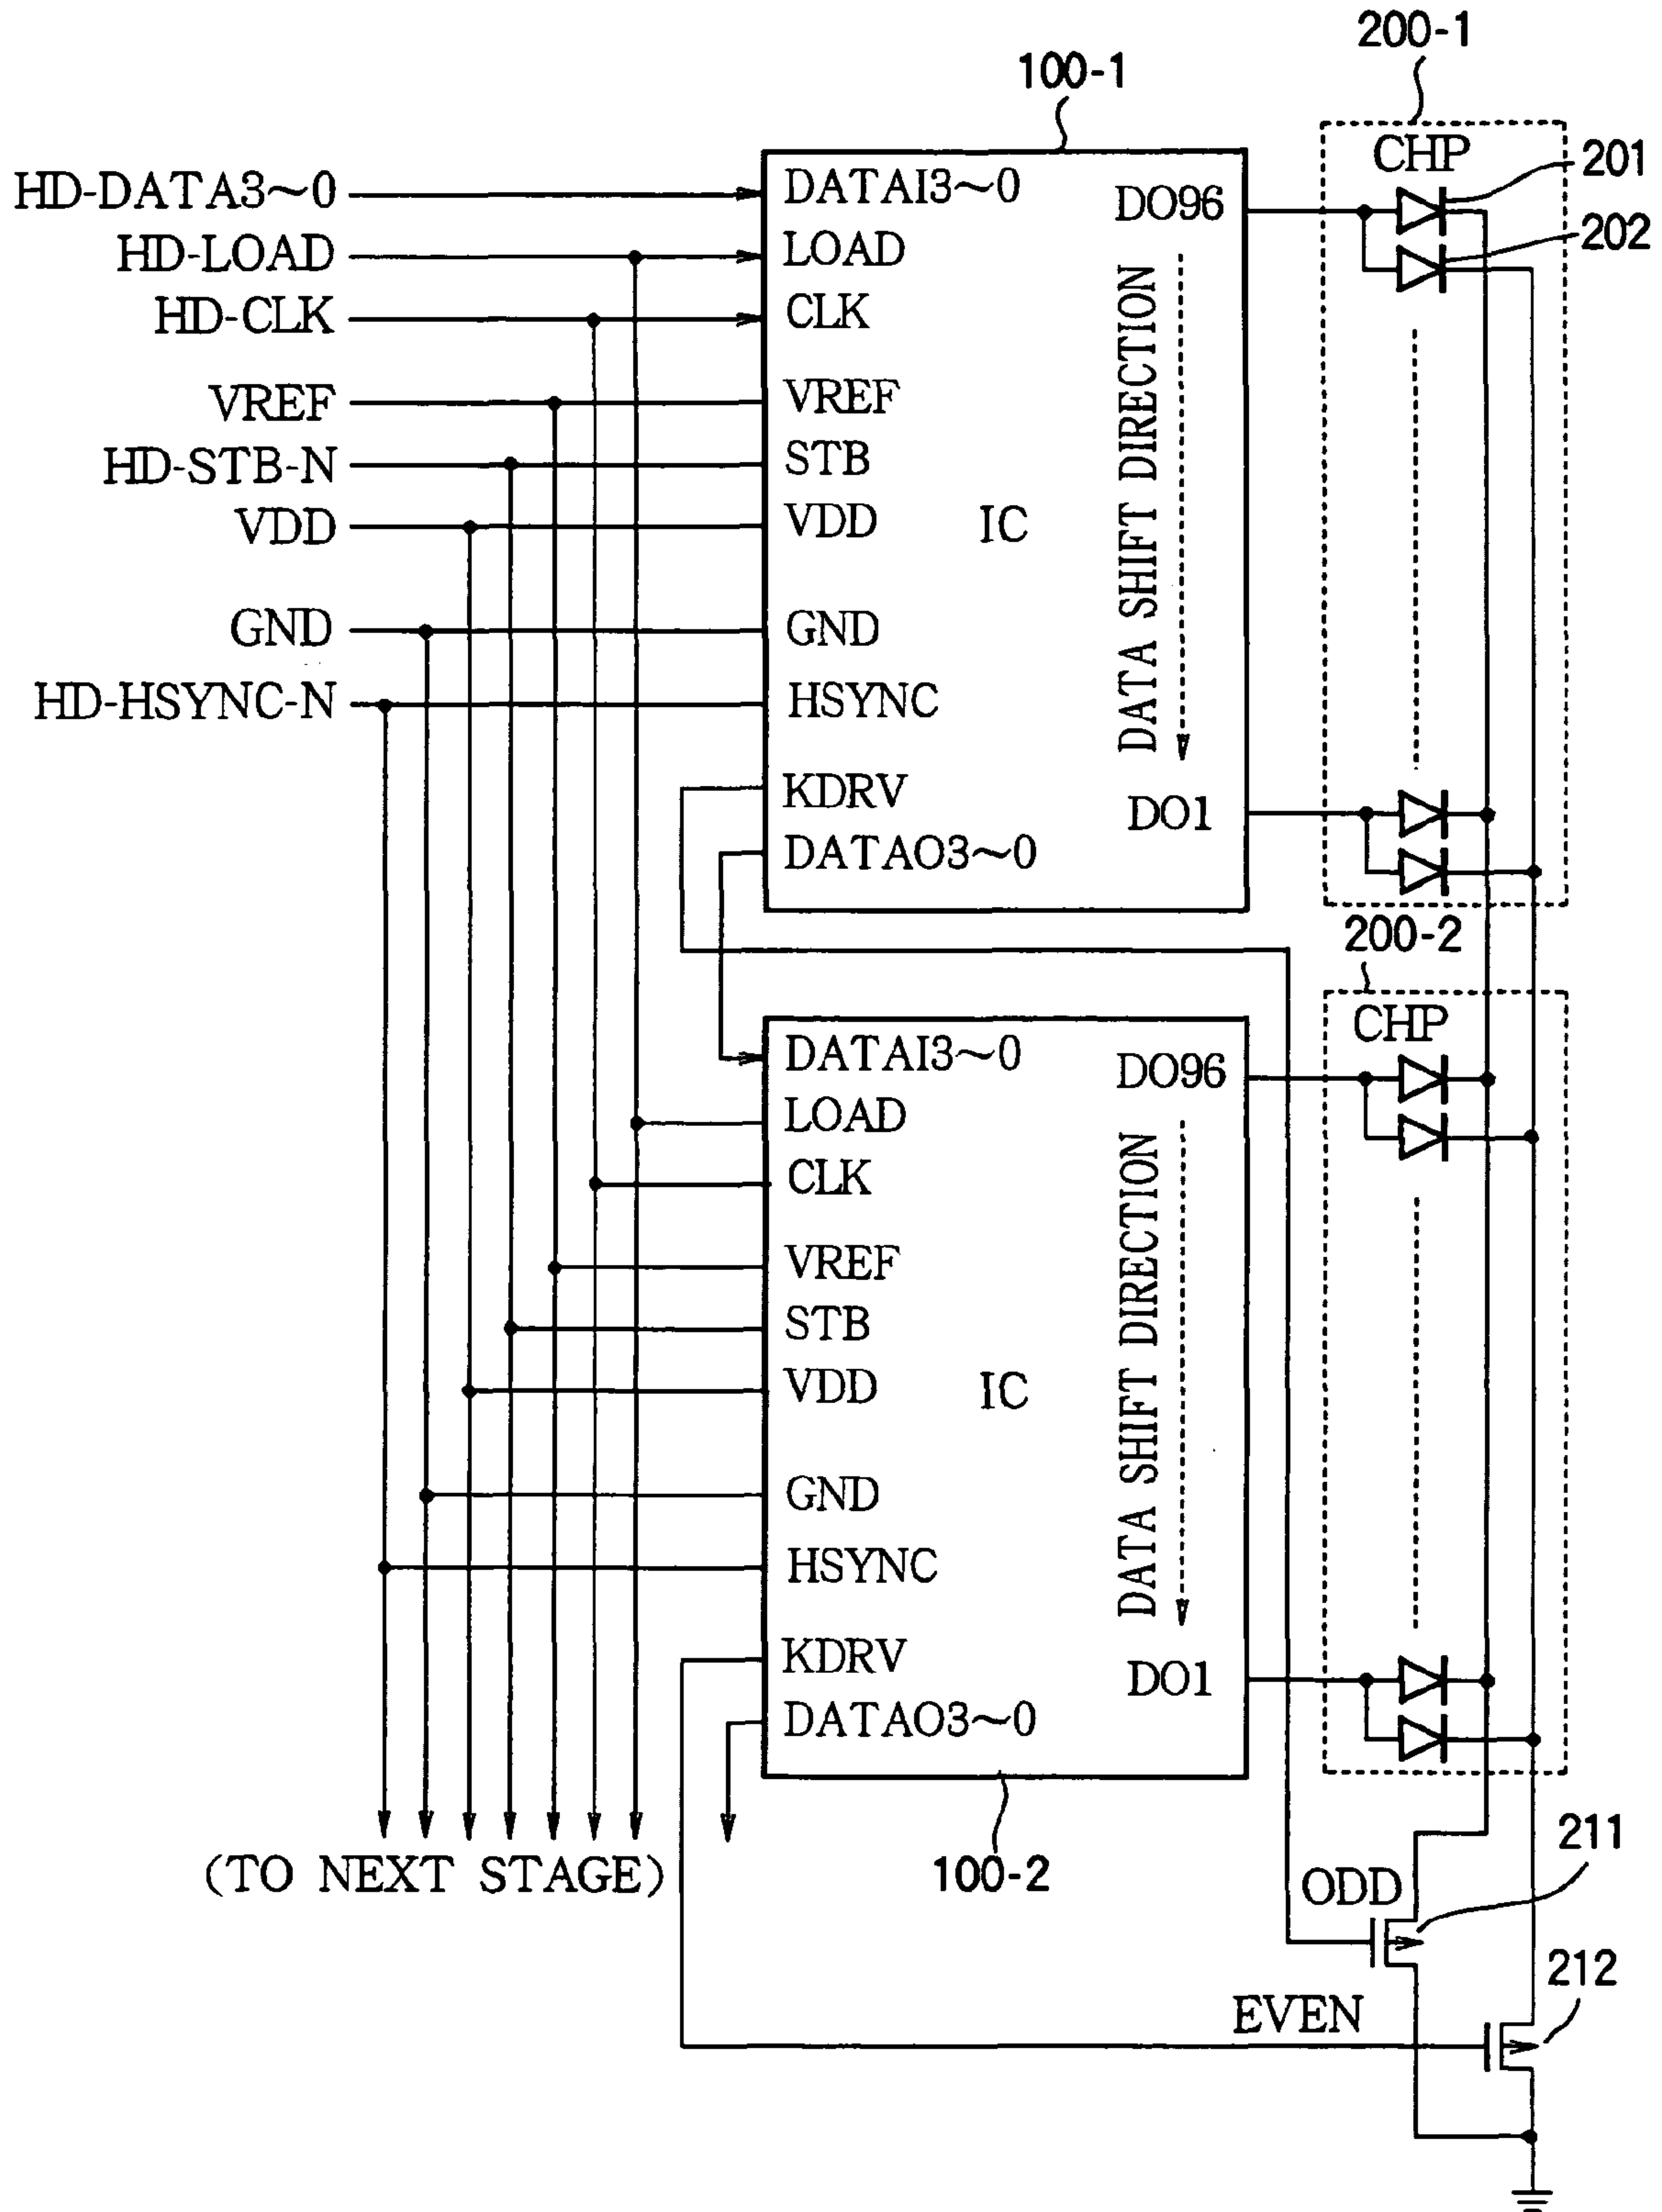 200-1
100-1
CHP
201
HD-DATA3~0
DATAI3~0
DO96
202
HD-LOAD
LOAD
HD-CLK
CLK
VREF
VREF
HD-STB-N
STB
VDD
VDD
IC
DATA SHIFT DIRECTION
GND
GND
HD-HSYNC-N
HSYNC
KDRV
DO1
DATAO3~0
200-2
CHP
DATAI3~0
DO96
LOAD
CLK
VREF
STB
VDD
IC
DATA SHIFT DIRECTION
GND
HSYNC
KDRV
DO1
DATAO3~0
211
(TO NEXT STAGE)
100-2
ODD
212
EVEN